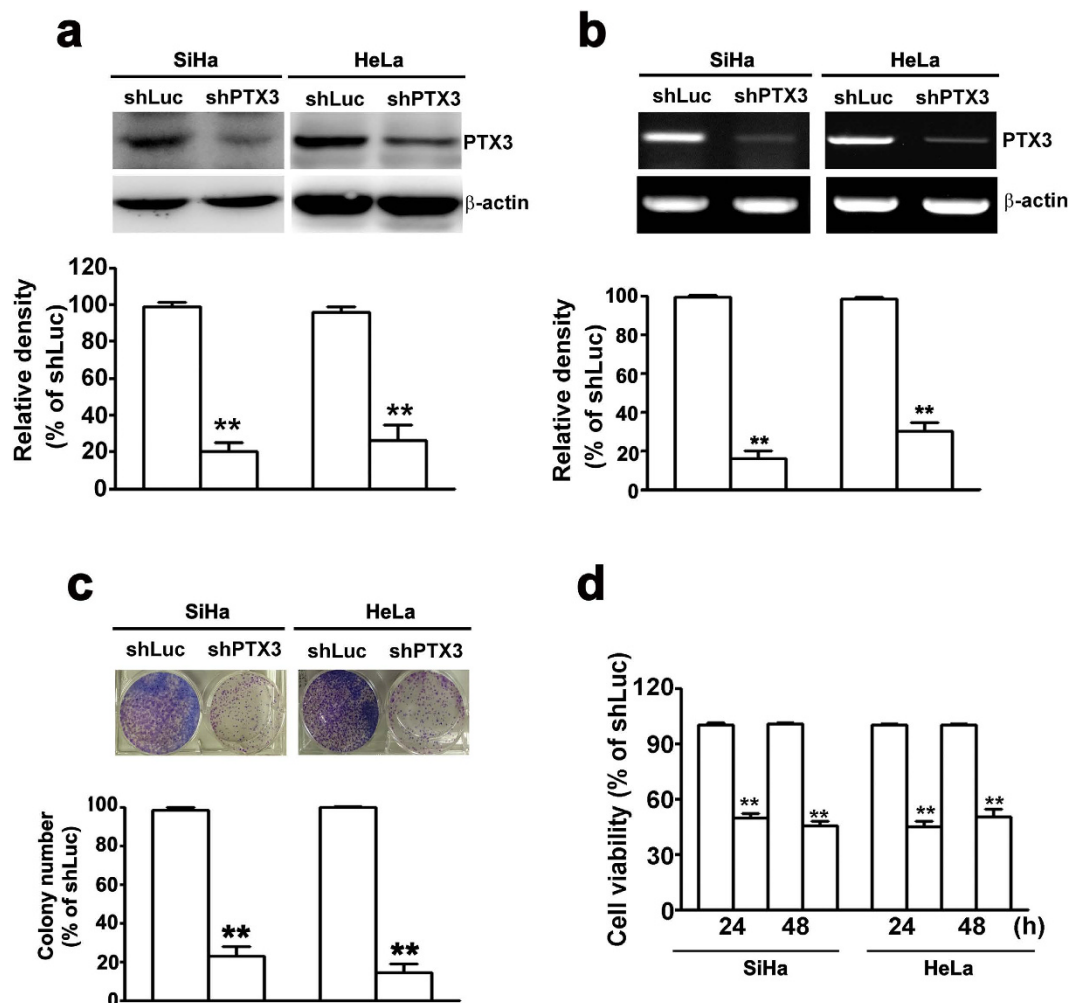 a
SiHa HeLa
shLuc shPTX3 shLuc shPTX3
PTX3
β-actin
Relative density
(% of shLuc)
120
100
80
60
40
20
0
** **
b
SiHa HeLa
shLuc shPTX3 shLuc shPTX3
PTX3
β-actin
Relative density
(% of shLuc)
100
80
60
40
20
0
** **
c
SiHa HeLa
shLuc shPTX3 shLuc shPTX3
Colony number
(% of shLuc)
100
80
60
40
20
0
** **
d
Cell viability (% of shLuc)
120
90
60
30
0
** ** ** **
24 48 24 48 (h)
SiHa HeLa